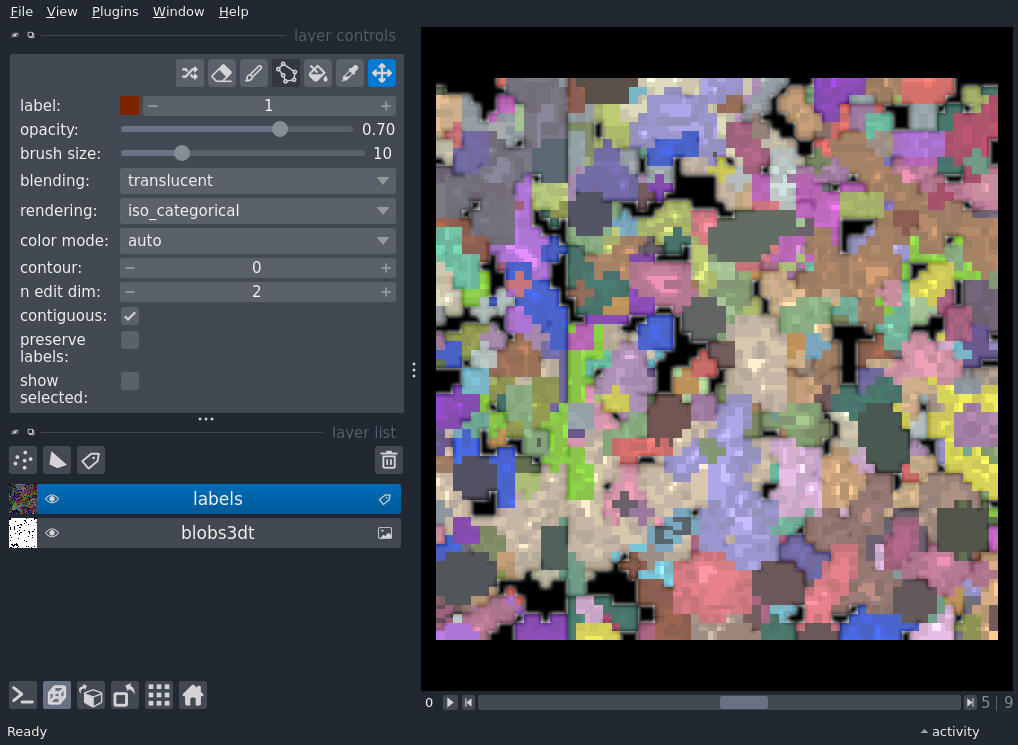 File View Plugins Window Help
layer controls
label: 1
opacity: 0.70
brush size: 10
blending: translucent
rendering: iso_categorical
color mode: auto
contour: 0
n edit dim: 2
contiguous:
preserve
labels:
show
selected:
layer list
labels
blobs3dt
0 5 | 9
Ready activity